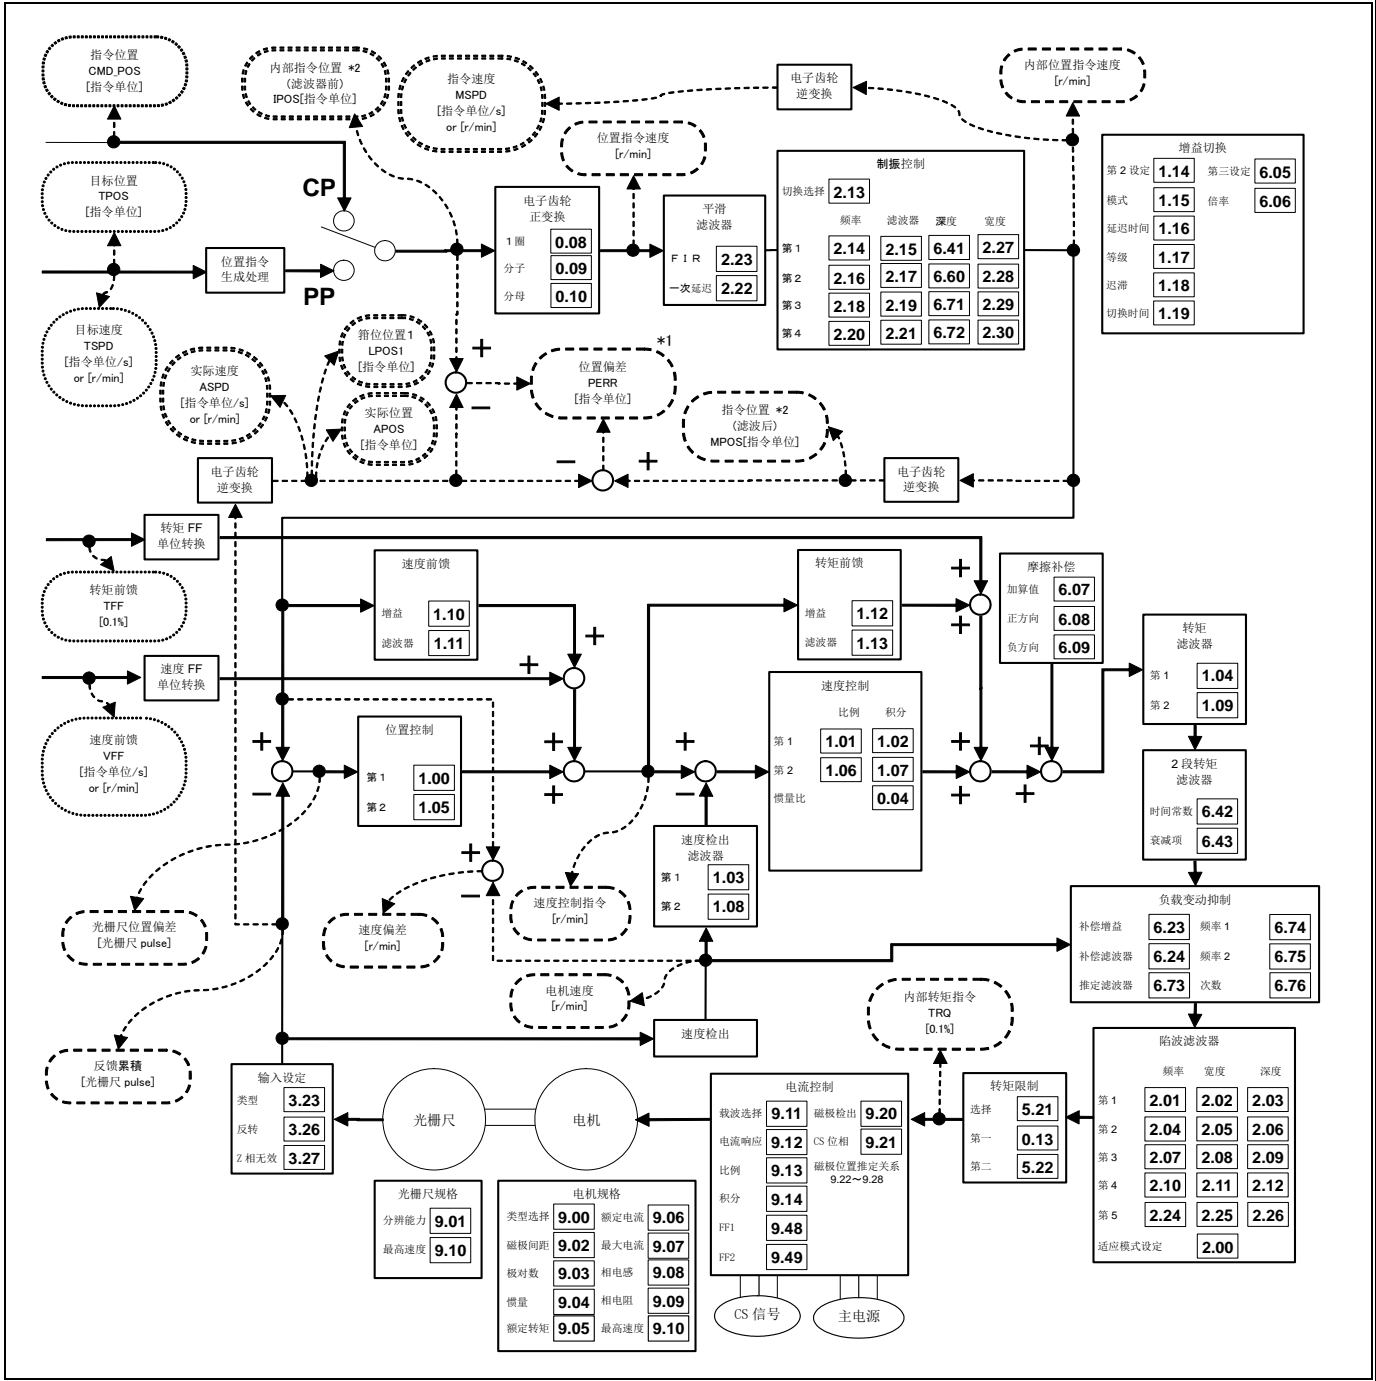 指令位置
CMD_POS
[指令单位]
内部指令位置 *2
(滤波器前)
IPOS[指令单位]
指令速度
MSPD
[指令单位/s]
or [r/min]
电子齿轮
逆变换
内部位置指令速度
[r/min]
位置指令速度
[r/min]
目标位置
TPOS
[指令单位]
CP
PP
位置指令
生成处理
电子齿轮
正变换
1圈 0.08
分子 0.09
分母 0.10
平滑
滤波器
FIR 2.23
一次延迟 2.22
制振控制
切换选择 2.13
频率 滤波器 深度 宽度
第1 2.14 2.15 6.41 2.27
第2 2.16 2.17 6.60 2.28
第3 2.18 2.19 6.71 2.29
第4 2.20 2.21 6.72 2.30
增益切换
第2设定 1.14 第三设定 6.05
模式 1.15 倍率 6.06
延迟时间 1.16
等级 1.17
迟滞 1.18
切换时间 1.19
目标速度
TSPD
[指令单位/s]
or [r/min]
实际速度
ASPD
[指令单位/s]
or [r/min]
箝位位置1
LPOS1
[指令单位]
实际位置
APOS
[指令单位]
+
−
*1
位置偏差
PERR
[指令单位]
指令位置 *2
(滤波后)
MPOS[指令单位]
− +
电子齿轮
逆变换
电子齿轮
逆变换
转矩 FF
单位转换
转矩前馈
TFF
[0.1%]
速度 FF
单位转换
速度前馈
VFF
[指令单位/s]
or [r/min]
速度前馈
增益 1.10
滤波器 1.11
+
+
转矩前馈
增益 1.12
滤波器 1.13
+
+
摩擦补偿
加算值 6.07
正方向 6.08
负方向 6.09
转矩
滤波器
第1 1.04
第2 1.09
+
−
位置控制
第1 1.00
第2 1.05
+
+
+
−
速度控制
比例 积分
第1 1.01 1.02
第2 1.06 1.07
惯量比 0.04
+
+
+
+
2段转矩
滤波器
时间常数 6.42
衰减项 6.43
速度检出
滤波器
第1 1.03
第2 1.08
+
−
光栅尺位置偏差
[光栅尺 pulse]
速度偏差
[r/min]
速度控制指令
[r/min]
负载变动抑制
补偿增益 6.23 频率1 6.74
补偿滤波器 6.24 频率2 6.75
推定滤波器 6.73 次数 6.76
电机速度
[r/min]
速度检出
内部转矩指令
TRQ
[0.1%]
反馈累積
[光栅尺 pulse]
输入设定
类型 3.23
反转 3.26
Z相无效 3.27
光栅尺
电机
电流控制
载波选择 9.11 磁极检出 9.20
电流响应 9.12 CS位相 9.21
比例 9.13 磁极位置推定关系
9.22～9.28
积分 9.14
FF1 9.48
FF2 9.49
转矩限制
选择 5.21
第一 0.13
第二 5.22
陷波滤波器
频率 宽度 深度
第1 2.01 2.02 2.03
第2 2.04 2.05 2.06
第3 2.07 2.08 2.09
第4 2.10 2.11 2.12
第5 2.24 2.25 2.26
适应模式设定 2.00
光栅尺规格
分辨能力 9.01
最高速度 9.10
电机规格
类型选择 9.00 额定电流 9.06
磁极间距 9.02 最大电流 9.07
极对数 9.03 相电感 9.08
惯量 9.04 相电阻 9.09
额定转矩 9.05 最高速度 9.10
CS 信号
主电源